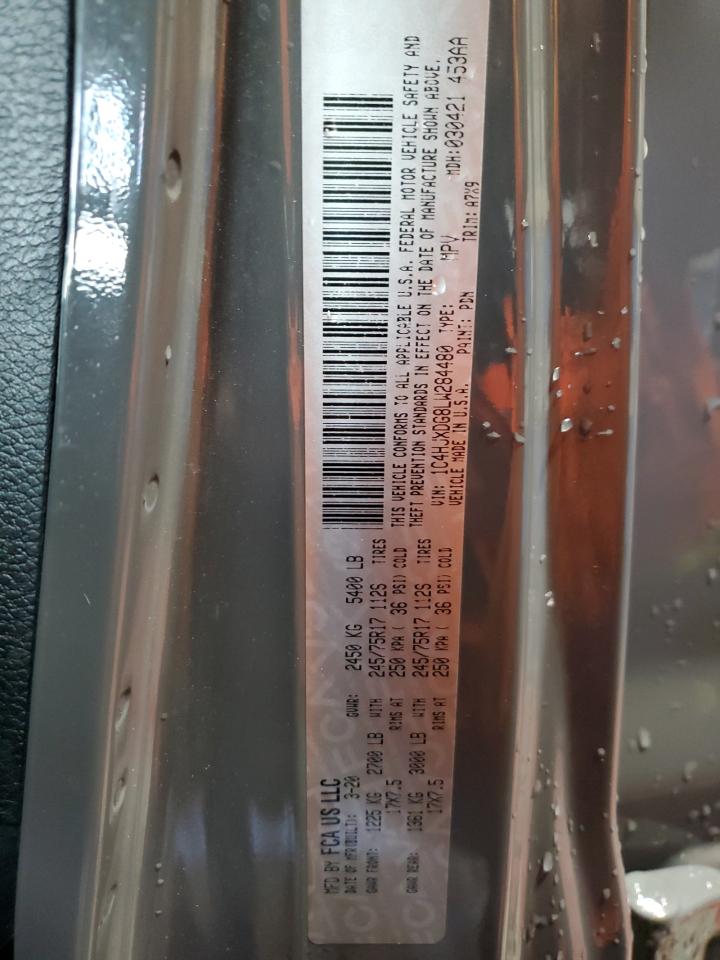 MFD BY FCA US LLC
DATE OF MFR(BUILT): 3-20 GVWR: 2450 KG 5400 LB
GAWR FRONT: 1225 KG 2700 LB WITH 245/75R17 112S TIRES
17X7.5 RIMS AT 250 KPA ( 36 PSI) COLD
GAWR REAR: 1361 KG 3000 LB WITH 245/75R17 112S TIRES
17X7.5 RIMS AT 250 KPA ( 36 PSI) COLD
THIS VEHICLE CONFORMS TO ALL APPLICABLE U.S.A. FEDERAL MOTOR VEHICLE SAFETY AND
THEFT PREVENTION STANDARDS IN EFFECT ON THE DATE OF MANUFACTURE SHOWN ABOVE.
VIN: 1C4HJXDG8LW284480 TYPE: MPV MDH:030421 453AA
VEHICLE MADE IN U.S.A. PAINT: PDN TRIM: A7X9